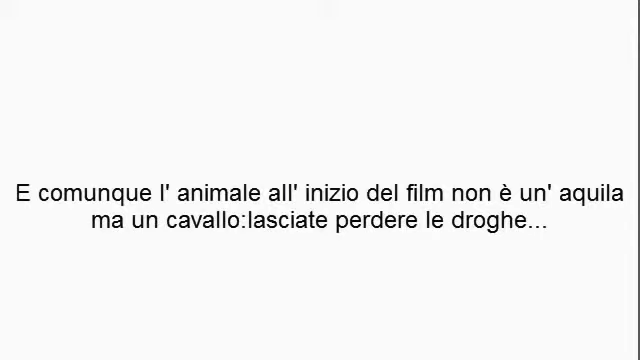 E comunque l' animale all' inizio del film non è un' aquila
ma un cavallo:lasciate perdere le droghe...